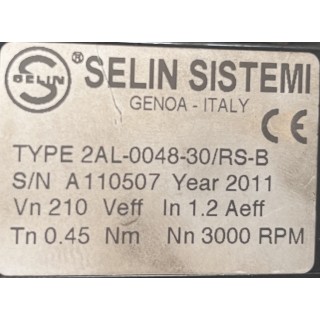 SELIN ® SELIN SISTEMI
GENOA - ITALY
CE
TYPE 2AL-0048-30/RS-B
S/N A110507 Year 2011
Vn 210 Veff In 1.2 Aeff
Tn 0.45 Nm Nn 3000 RPM